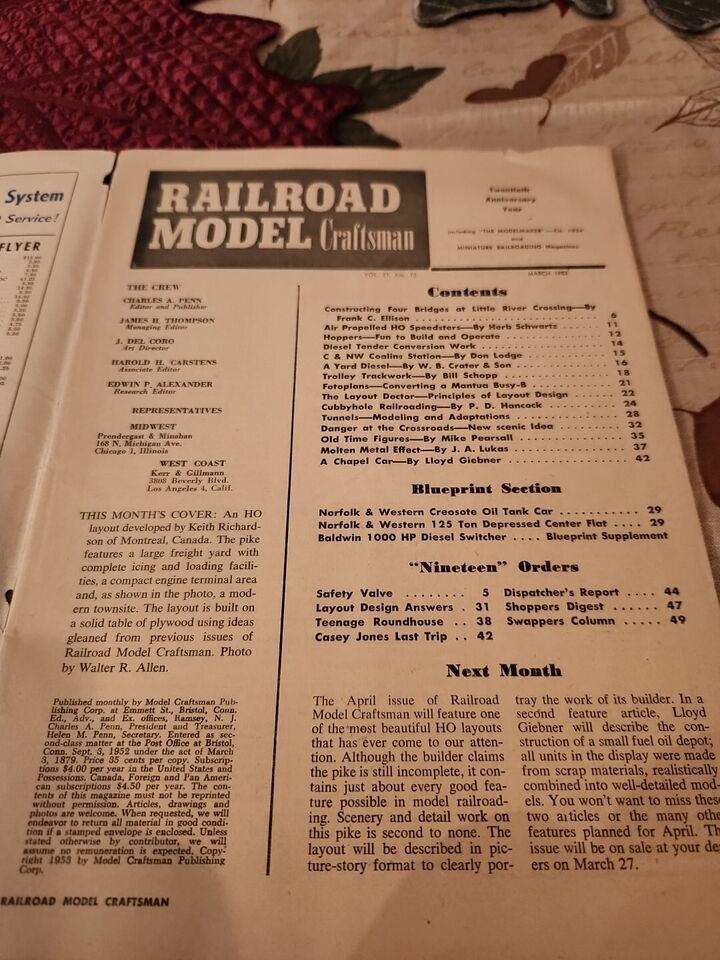 System
Service!
FLYER
RAILROAD
MODEL Craftsman
Twentieth
Anniversary
Year
including "THE MODELMAKER"—Est. 1924
and
MINIATURE RAILROADING Magazines
MARCH 1953
THE CREW
CHARLES A. PENN
Editor and Publisher
JAMES H. THOMPSON
Managing Editor
J. DEL CORO
Art Director
HAROLD H. CARSTENS
Associate Editor
EDWIN P. ALEXANDER
Research Editor
REPRESENTATIVES
MIDWEST
Prendergast & Minahan
168 N. Michigan Ave.
Chicago 1, Illinois
WEST COAST
Kerr & Gillmann
3808 Beverly Blvd.
Los Angeles 4, Calif.
THIS MONTH'S COVER: An HO
layout developed by Keith Richard-
son of Montreal, Canada. The pike
features a large freight yard with
complete icing and loading facili-
ties, a compact engine terminal area
and, as shown in the photo, a mod-
ern townsite. The layout is built on
a solid table of plywood using ideas
gleaned from previous issues of
Railroad Model Craftsman. Photo
by Walter R. Allen.
Published monthly by Model Craftsman Pub-
lishing Corp. at Emmett St., Bristol, Conn.
Ed., Adv., and Ex. offices, Ramsey, N. J.
Charles A. Penn, President and Treasurer,
Helen M. Penn, Secretary. Entered as sec-
ond-class matter at the Post Office at Bristol,
Conn. Sept. 3, 1952 under the act of March
3, 1879. Price 35 cents per copy. Subscrip-
tions $4.00 per year in the United States and
Possessions. Canada, Foreign and Pan Ameri-
can subscriptions $4.50 per year. The con-
tents of this magazine must not be reprinted
without permission. Articles, drawings and
photos are welcome. When requested, we will
endeavor to return all material in good condi-
tion if a stamped envelope is enclosed. Unless
stated otherwise by contributor, we will
assume no remuneration is expected. Copy-
right 1953 by Model Craftsman Publishing
Corp.
RAILROAD MODEL CRAFTSMAN
Contents
Constructing Four Bridges at Little River Crossing—By
Frank C. Ellison . . . . 6
Air Propelled HO Speedsters—By Herb Schwartz . . . . 11
Hoppers—Fun to Build and Operate . . . . 12
Diesel Tender Conversion Work . . . . 14
C & NW Coaling Station—By Don Lodge . . . . 15
A Yard Diesel—By W. B. Crater & Son . . . . 16
Trolley Trackwork—By Bill Schopp . . . . 18
Fotoplans—Converting a Mantua Busy-B . . . . 21
The Layout Doctor—Principles of Layout Design . . . . 22
Cubbyhole Railroading—By P. D. Hancock . . . . 24
Tunnels—Modeling and Adaptations . . . . 28
Danger at the Crossroads—New scenic Idea . . . . 32
Old Time Figures—By Mike Pearsall . . . . 35
Molten Metal Effect—By J. A. Lukas . . . . 37
A Chapel Car—By Lloyd Giebner . . . . 42
Blueprint Section
Norfolk & Western Creosote Oil Tank Car . . . . 29
Norfolk & Western 125 Ton Depressed Center Flat . . . . 29
Baldwin 1000 HP Diesel Switcher . . . . Blueprint Supplement
"Nineteen" Orders
Safety Valve . . . . 5
Layout Design Answers . 31
Teenage Roundhouse . . 38
Casey Jones Last Trip . . 42
Dispatcher's Report . . . . 44
Shoppers Digest . . . . 47
Swappers Column . . . . 49
Next Month
The April issue of Railroad
Model Craftsman will feature one
of the most beautiful HO layouts
that has ever come to our atten-
tion. Although the builder claims
the pike is still incomplete, it con-
tains just about every good fea-
ture possible in model railroad-
ing. Scenery and detail work on
this pike is second to none. The
layout will be described in pic-
ture-story format to clearly por-
tray the work of its builder. In a
second feature article, Lloyd
Giebner will describe the con-
struction of a small fuel oil depot;
all units in the display were made
from scrap materials, realistically
combined into well-detailed mod-
els. You won't want to miss these
two articles or the many othe
features planned for April. Th
issue will be on sale at your de
ers on March 27.